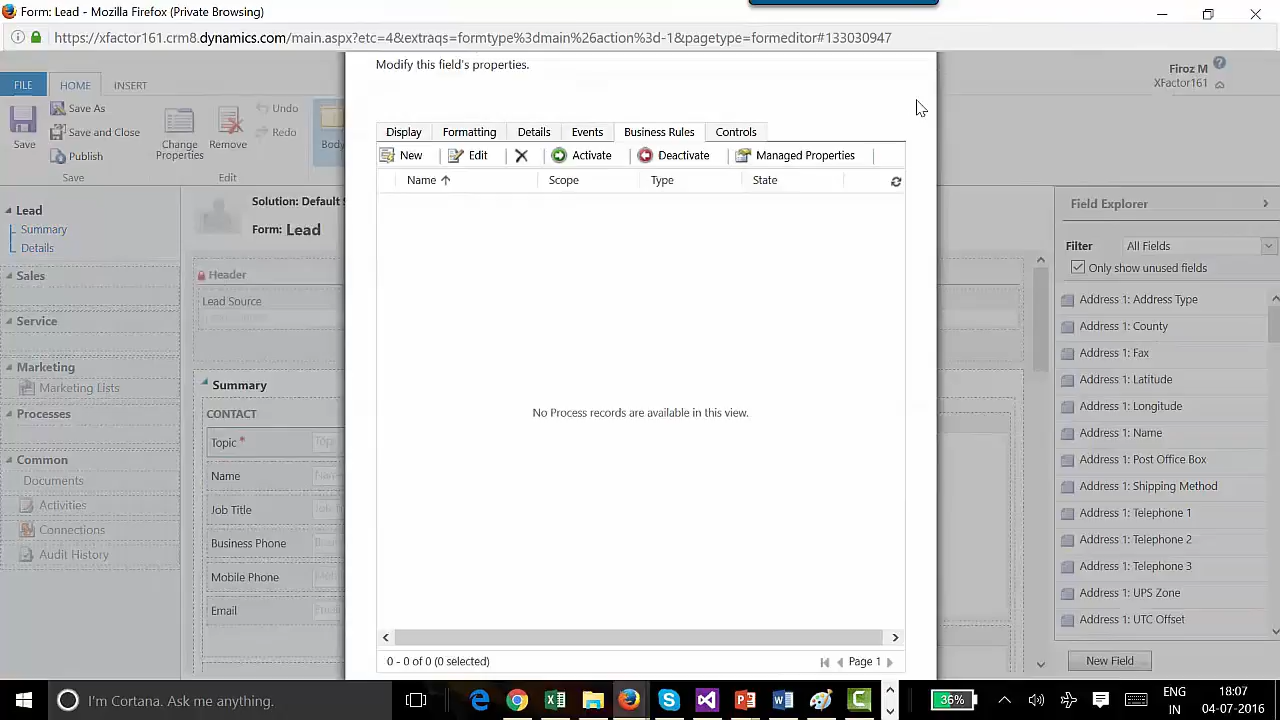 Form: Lead - Mozilla Firefox (Private Browsing)
https://xfactor161.crm8.dynamics.com/main.aspx?etc=4&extraqs=formtype%3dmain%26action%3d-1&pagetype=formeditor#133030947
Modify this field's properties.
Firoz M
XFactor161
FILE HOME INSERT
Save
Save As
Save and Close
Publish
Save
Change Properties
Remove
Undo
Redo
Edit
Body
Display Formatting Details Events Business Rules Controls
New Edit Activate Deactivate Managed Properties
Name Scope Type State
No Process records are available in this view.
0 - 0 of 0 (0 selected)
Page 1
Lead
Summary
Details
Sales
Service
Marketing
Marketing Lists
Processes
Common
Documents
Activities
Connections
Audit History
Solution: Default S
Form: Lead
Header
Lead Source
Summary
CONTACT
Topic *
Name
Job Title
Business Phone
Mobile Phone
Email
Field Explorer
Filter All Fields
Only show unused fields
Address 1: Address Type
Address 1: County
Address 1: Fax
Address 1: Latitude
Address 1: Longitude
Address 1: Name
Address 1: Post Office Box
Address 1: Shipping Method
Address 1: Telephone 1
Address 1: Telephone 2
Address 1: Telephone 3
Address 1: UPS Zone
Address 1: UTC Offset
New Field
I'm Cortana. Ask me anything.
36%
ENG
IN
18:07
04-07-2016